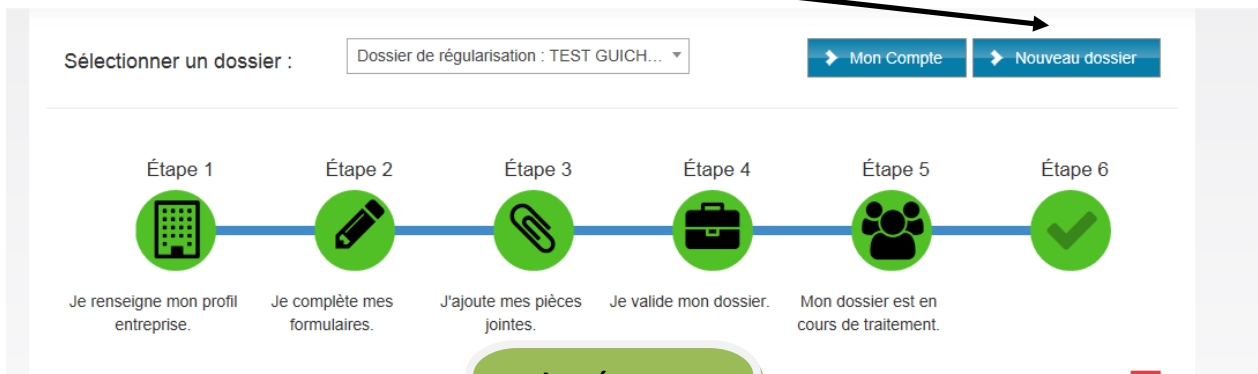 Sélectionner un dossier :
Dossier de régularisation : TEST GUICH...
Mon Compte
Nouveau dossier
Étape 1
Étape 2
Étape 3
Étape 4
Étape 5
Étape 6
Je renseigne mon profil
entreprise.
Je complète mes
formulaires.
J'ajoute mes pièces
jointes.
Je valide mon dossier.
Mon dossier est en
cours de traitement.